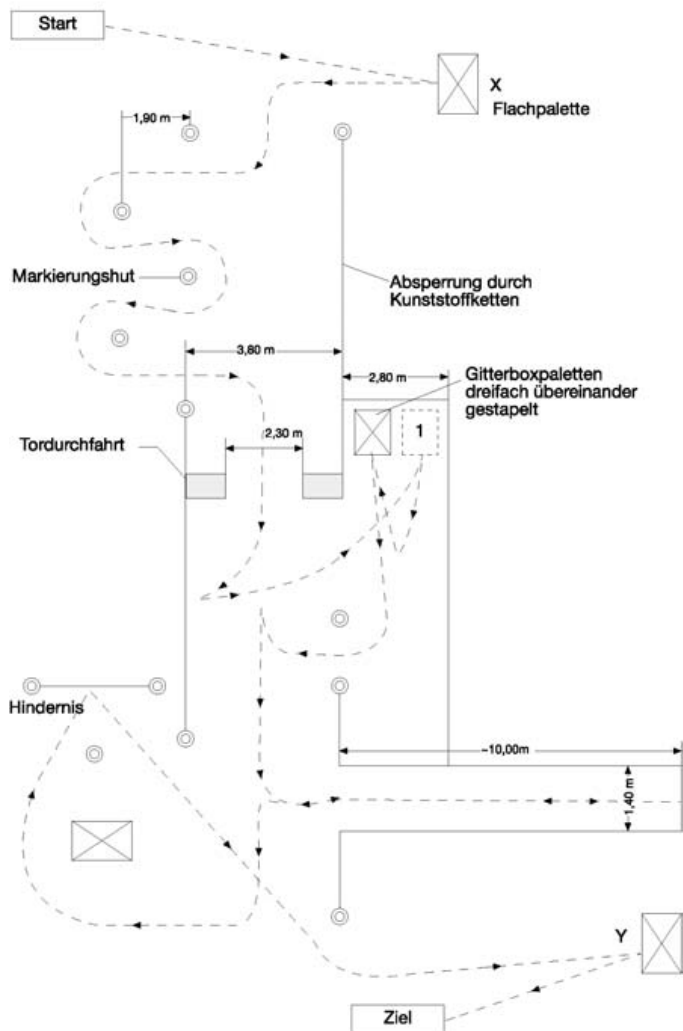 Start
X
Flachpalette
1,90 m
Markierungshut
Absperrung durch
Kunststoffketten
3,60 m
2,80 m
Gitterboxpaletten
dreifach übereinander
gestapelt
1
Tordurchfahrt
2,30 m
Hindernis
~10,00m
1,40 m
Y
Ziel